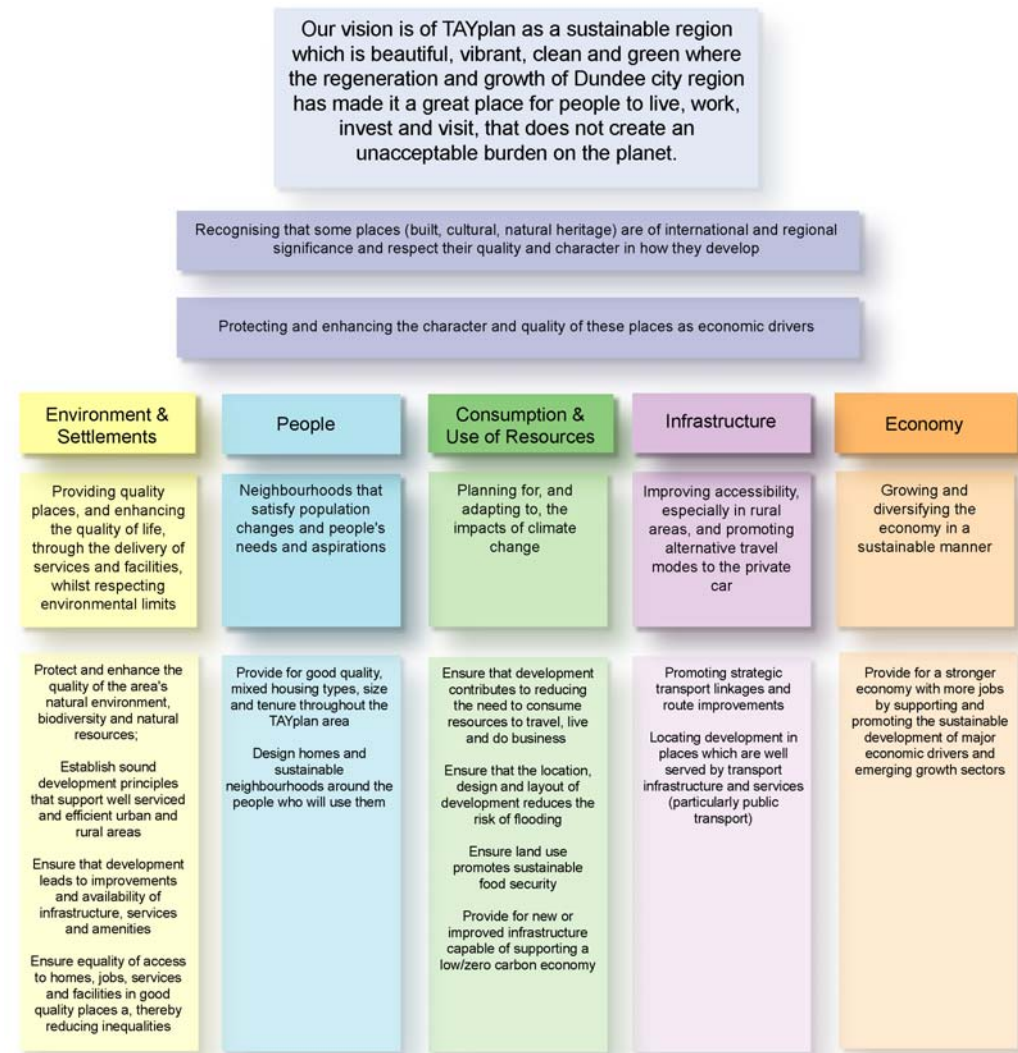 Our vision is of TAYplan as a sustainable region
which is beautiful, vibrant, clean and green where
the regeneration and growth of Dundee city region
has made it a great place for people to live, work,
invest and visit, that does not create an
unacceptable burden on the planet.
Recognising that some places (built, cultural, natural heritage) are of international and regional
significance and respect their quality and character in how they develop
Protecting and enhancing the character and quality of these places as economic drivers
Environment &
Settlements
Providing quality
places, and enhancing
the quality of life,
through the delivery of
services and facilities,
whilst respecting
environmental limits
Protect and enhance the
quality of the area's
natural environment,
biodiversity and natural
resources;
Establish sound
development principles
that support well serviced
and efficient urban and
rural areas
Ensure that development
leads to improvements
and availability of
infrastructure, services
and amenities
Ensure equality of access
to homes, jobs, services
and facilities in good
quality places a, thereby
reducing inequalities
People
Neighbourhoods that
satisfy population
changes and people's
needs and aspirations
Provide for good quality,
mixed housing types, size
and tenure throughout the
TAYplan area
Design homes and
sustainable
neighbourhoods around the
people who will use them
Consumption &
Use of Resources
Planning for, and
adapting to, the
impacts of climate
change
Ensure that development
contributes to reducing
the need to consume
resources to travel, live
and do business
Ensure that the location,
design and layout of
development reduces the
risk of flooding
Ensure land use
promotes sustainable
food security
Provide for new or
improved infrastructure
capable of supporting a
low/zero carbon economy
Infrastructure
Improving accessibility,
especially in rural
areas, and promoting
alternative travel
modes to the private
car
Promoting strategic
transport linkages and
route improvements
Locating development in
places which are well
served by transport
infrastructure and services
(particularly public
transport)
Economy
Growing and
diversifying the
economy in a
sustainable manner
Provide for a stronger
economy with more jobs
by supporting and
promoting the sustainable
development of major
economic drivers and
emerging growth sectors